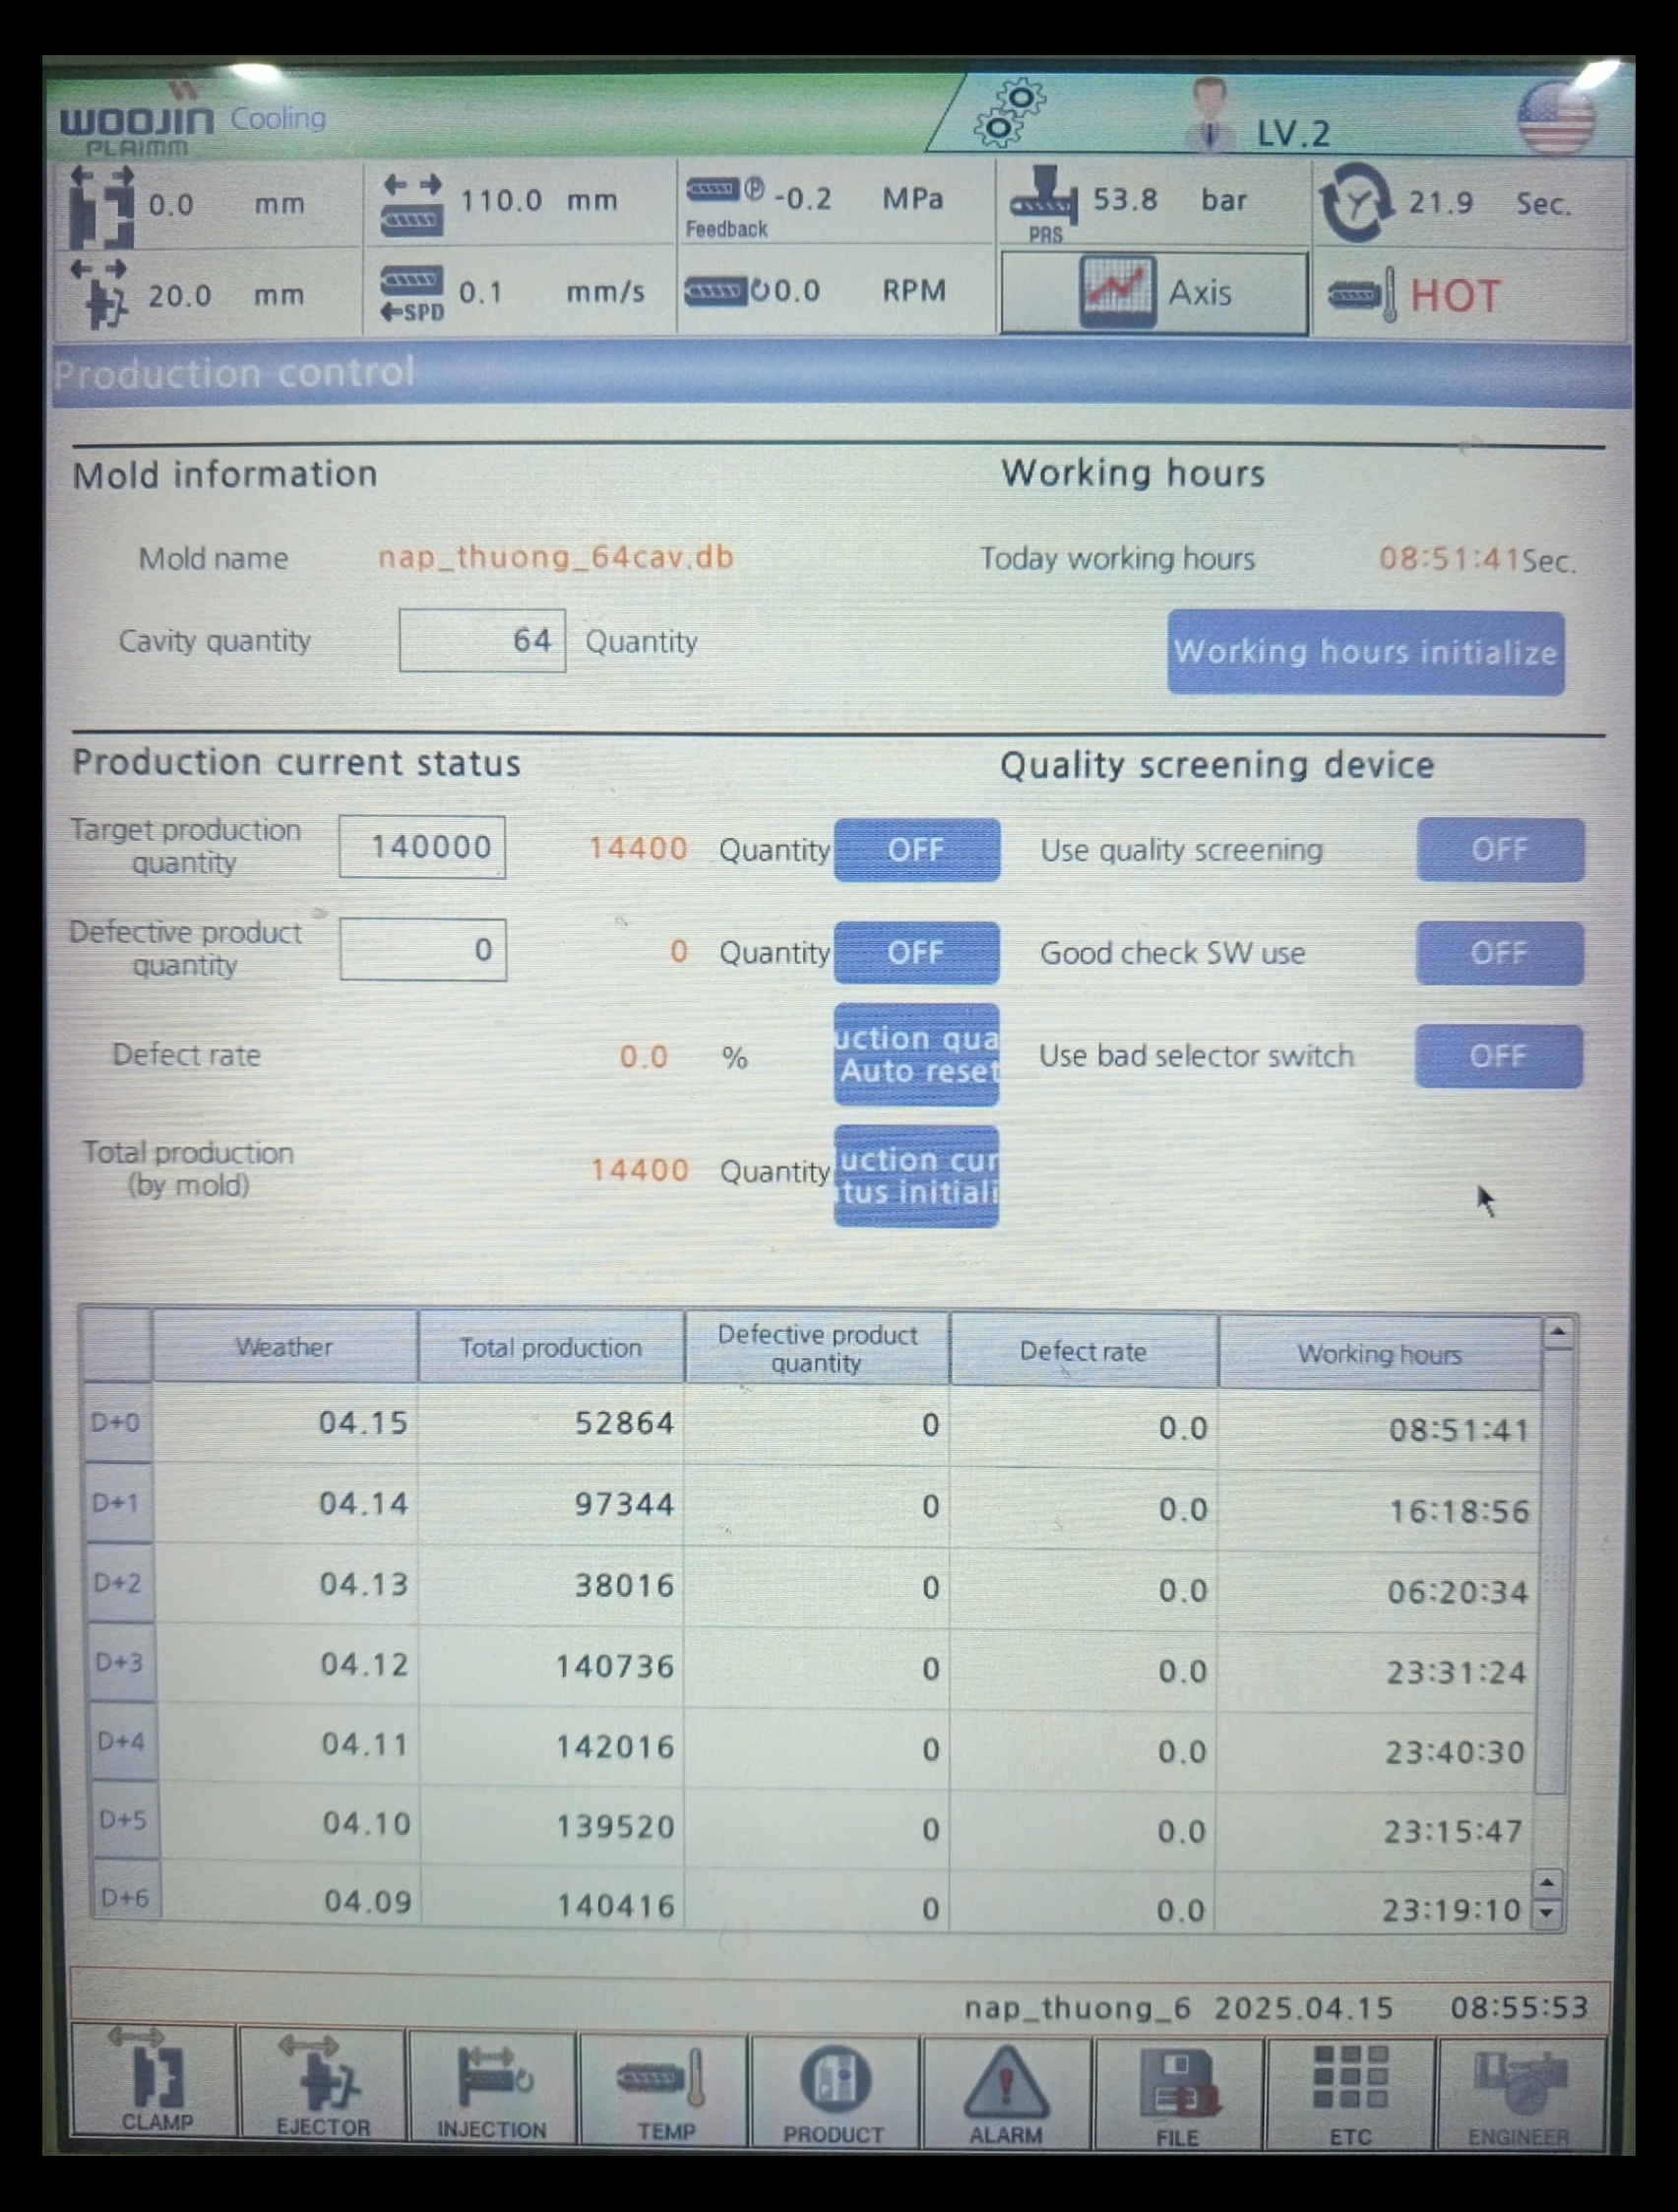 WOOJIN Cooling
PLAIMM
LV.2
0.0 mm
110.0 mm
-0.2 MPa
Feedback
53.8 bar
PRS
21.9 Sec.
20.0 mm
0.1 mm/s
←SPD
0.0 RPM
Axis
HOT
Production control
Mold information
Working hours
Mold name nap_thuong_64cav.db
Today working hours 08:51:41Sec.
Cavity quantity 64 Quantity
Working hours initialize
Production current status
Quality screening device
Target production
quantity
140000 14400 Quantity OFF
Use quality screening OFF
Defective product
quantity
0 0 Quantity OFF
Good check SW use OFF
Defect rate 0.0 %
uction qua
Auto reset
Use bad selector switch OFF
Total production
(by mold)
14400 Quantity
uction cur
tus initiali
Weather Total production Defective product quantity Defect rate Working hours
D+0 04.15 52864 0 0.0 08:51:41
D+1 04.14 97344 0 0.0 16:18:56
D+2 04.13 38016 0 0.0 06:20:34
D+3 04.12 140736 0 0.0 23:31:24
D+4 04.11 142016 0 0.0 23:40:30
D+5 04.10 139520 0 0.0 23:15:47
D+6 04.09 140416 0 0.0 23:19:10
nap_thuong_6 2025.04.15 08:55:53
CLAMP EJECTOR INJECTION TEMP PRODUCT ALARM FILE ETC ENGINEER